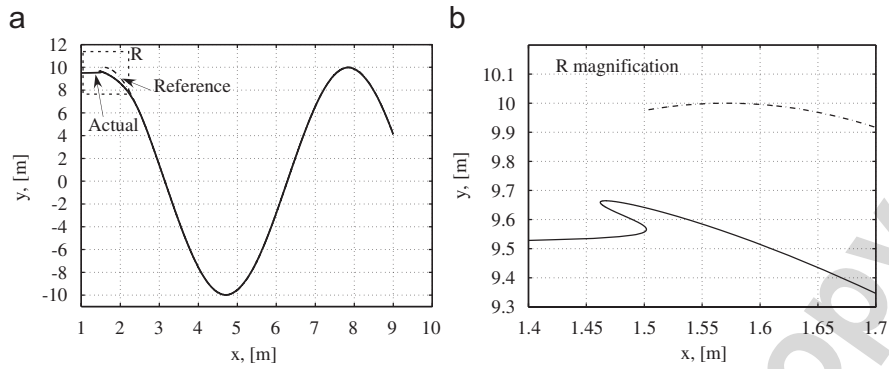 a
12
10
8
6
4
2
0
-2
-4
-6
-8
-10
R
Reference
Actual
1 2 3 4 5 6 7 8 9 10
x, [m]
y, [m]
b
R magnification
10.1
10
9.9
9.8
9.7
9.6
9.5
9.4
9.3
1.4 1.45 1.5 1.55 1.6 1.65 1.7
x, [m]
y, [m]
opy